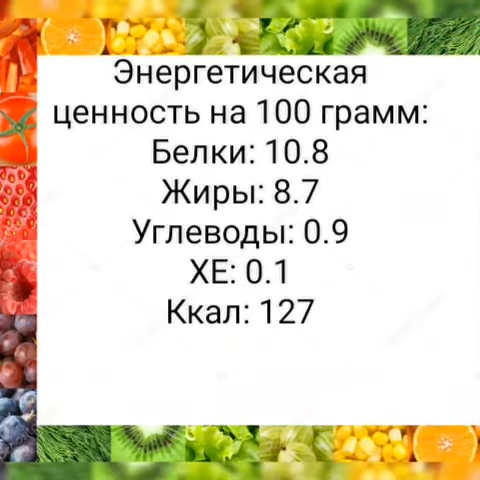 Энергетическая
ценность на 100 грамм:
Белки: 10.8
Жиры: 8.7
Углеводы: 0.9
ХЕ: 0.1
Ккал: 127